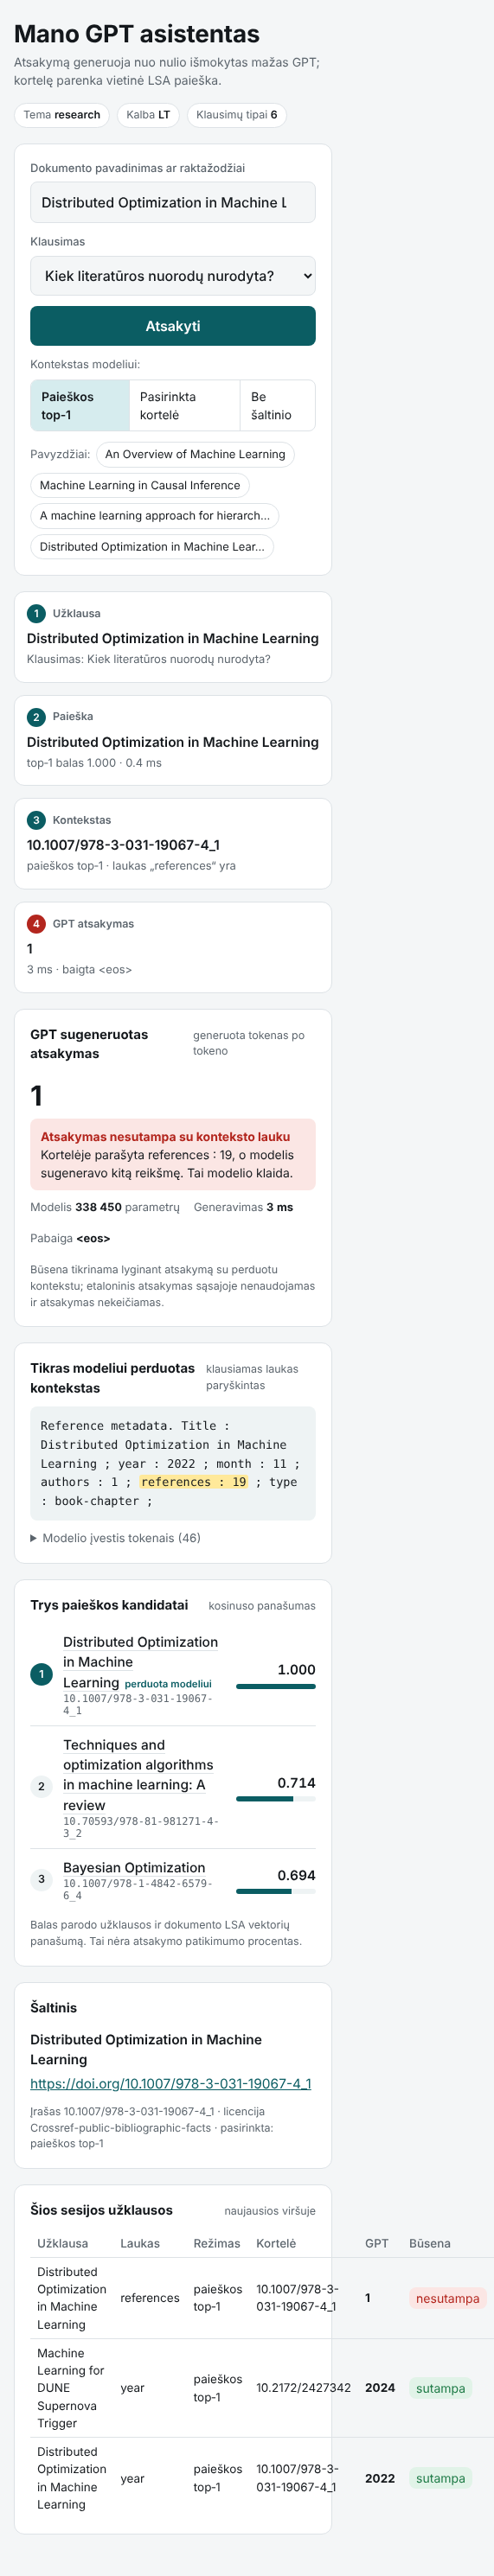 Mano GPT asistentas
Atsakymą generuoja nuo nulio išmokytas mažas GPT;
kortelę parenka vietinė LSA paieška.
Tema research
Kalba LT
Klausimų tipai 6
Dokumento pavadinimas ar raktažodžiai
Distributed Optimization in Machine L
Klausimas
Kiek literatūros nuorodų nurodyta?
Atsakyti
Kontekstas modeliui:
Paieškos
top-1
Pasirinkta
kortelė
Be
šaltinio
Pavyzdžiai:
An Overview of Machine Learning
Machine Learning in Causal Inference
A machine learning approach for hierarch...
Distributed Optimization in Machine Lear...
1 Užklausa
Distributed Optimization in Machine Learning
Klausimas: Kiek literatūros nuorodų nurodyta?
2 Paieška
Distributed Optimization in Machine Learning
top-1 balas 1.000 · 0.4 ms
3 Kontekstas
10.1007/978-3-031-19067-4_1
paieškos top-1 · laukas „references“ yra
4 GPT atsakymas
1
3 ms · baigta <eos>
GPT sugeneruotas
atsakymas
generuota tokenas po
tokeno
1
Atsakymas nesutampa su konteksto lauku
Kortelėje parašyta references : 19, o modelis
sugeneravo kitą reikšmę. Tai modelio klaida.
Modelis 338 450 parametrų
Generavimas 3 ms
Pabaiga <eos>
Būsena tikrinama lyginant atsakymą su perduotu
kontekstu; etaloninis atsakymas sąsajoje nenaudojamas
ir atsakymas nekeičiamas.
Tikras modeliui perduotas
kontekstas
klausiamas laukas
paryškintas
Reference metadata. Title :
Distributed Optimization in Machine
Learning ; year : 2022 ; month : 11 ;
authors : 1 ; references : 19 ; type
: book-chapter ;
▶ Modelio įvestis tokenais (46)
Trys paieškos kandidatai
kosinuso panašumas
1
Distributed Optimization
in Machine
Learning perduota modeliui
10.1007/978-3-031-19067-
4_1
1.000
2
Techniques and
optimization algorithms
in machine learning: A
review
10.70593/978-81-981271-4-
3_2
0.714
3
Bayesian Optimization
10.1007/978-1-4842-6579-
6_4
0.694
Balas parodo užklausos ir dokumento LSA vektorių
panašumą. Tai nėra atsakymo patikimumo procentas.
Šaltinis
Distributed Optimization in Machine
Learning
https://doi.org/10.1007/978-3-031-19067-4_1
Įrašas 10.1007/978-3-031-19067-4_1 · licencija
Crossref-public-bibliographic-facts · pasirinkta:
paieškos top-1
Šios sesijos užklausos
naujausios viršuje
Užklausa Laukas Režimas Kortelė GPT Būsena
Distributed
Optimization
in Machine
Learning
references
paieškos
top-1
10.1007/978-3-
031-19067-4_1
1
nesutampa
Machine
Learning for
DUNE
Supernova
Trigger
year
paieškos
top-1
10.2172/2427342
2024
sutampa
Distributed
Optimization
in Machine
Learning
year
paieškos
top-1
10.1007/978-3-
031-19067-4_1
2022
sutampa